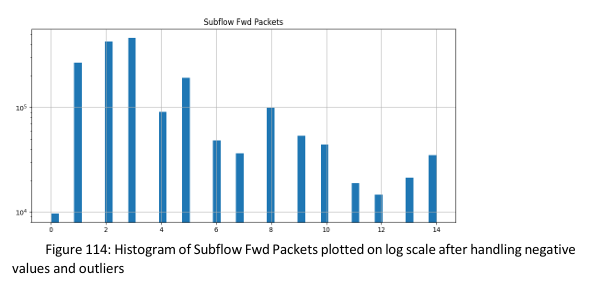 Subflow Fwd Packets
10⁵
10⁴
0 2 4 6 8 10 12 14
Figure 114: Histogram of Subflow Fwd Packets plotted on log scale after handling negative
values and outliers